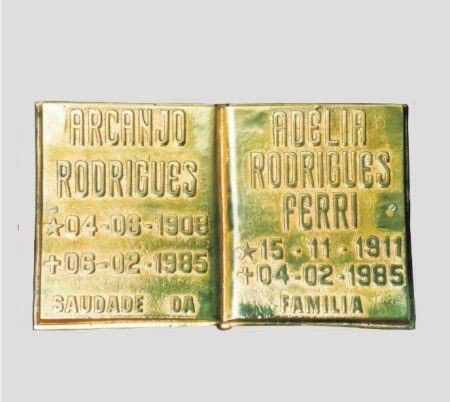 ARCANJO
RODRIGUES
☆04-06-1908
✝06-02-1985
SAUDADE DA
ADÉLIA
RODRIGUES
FERRI
★15-11-1911
✝04-02-1985
FAMILIA